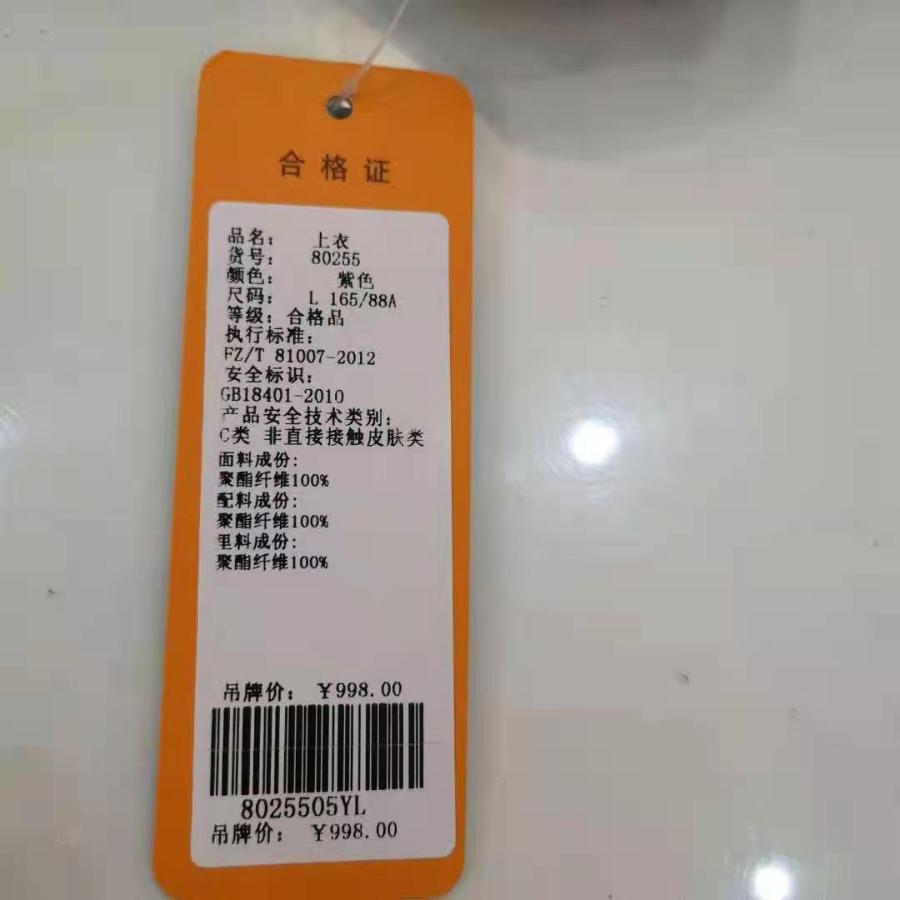 合格证
品名： 上衣
货号： 80255
颜色： 紫色
尺码： L 165/88A
等级：合格品
执行标准：
FZ/T 81007-2012
安全标识：
GB18401-2010
产品安全技术类别：
C类 非直接接触皮肤类
面料成份：
聚酯纤维100%
配料成份：
聚酯纤维100%
里料成份：
聚酯纤维100%
吊牌价： ¥998.00
8025505YL
吊牌价： ¥998.00